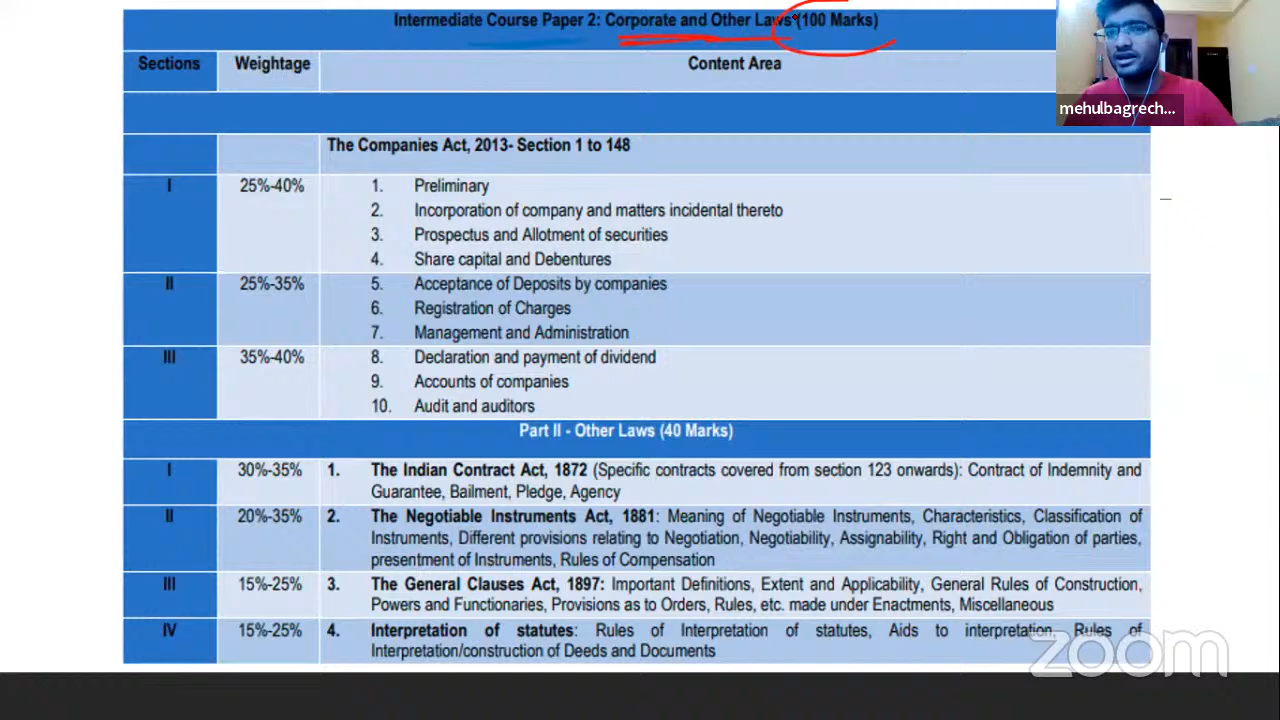 Intermediate Course Paper 2: Corporate and Other Laws (100 Marks)
Sections Weightage Content Area
mehulbagrech...
The Companies Act, 2013- Section 1 to 148
I 25%-40% 1. Preliminary
2. Incorporation of company and matters incidental thereto
3. Prospectus and Allotment of securities
4. Share capital and Debentures
II 25%-35% 5. Acceptance of Deposits by companies
6. Registration of Charges
7. Management and Administration
III 35%-40% 8. Declaration and payment of dividend
9. Accounts of companies
10. Audit and auditors
Part II - Other Laws (40 Marks)
I 30%-35% 1. The Indian Contract Act, 1872 (Specific contracts covered from section 123 onwards): Contract of Indemnity and
Guarantee, Bailment, Pledge, Agency
II 20%-35% 2. The Negotiable Instruments Act, 1881: Meaning of Negotiable Instruments, Characteristics, Classification of
Instruments, Different provisions relating to Negotiation, Negotiability, Assignability, Right and Obligation of parties,
presentment of Instruments, Rules of Compensation
III 15%-25% 3. The General Clauses Act, 1897: Important Definitions, Extent and Applicability, General Rules of Construction,
Powers and Functionaries, Provisions as to Orders, Rules, etc. made under Enactments, Miscellaneous
IV 15%-25% 4. Interpretation of statutes: Rules of Interpretation of statutes, Aids to interpretation, Rules of
Interpretation/construction of Deeds and Documents
zoom